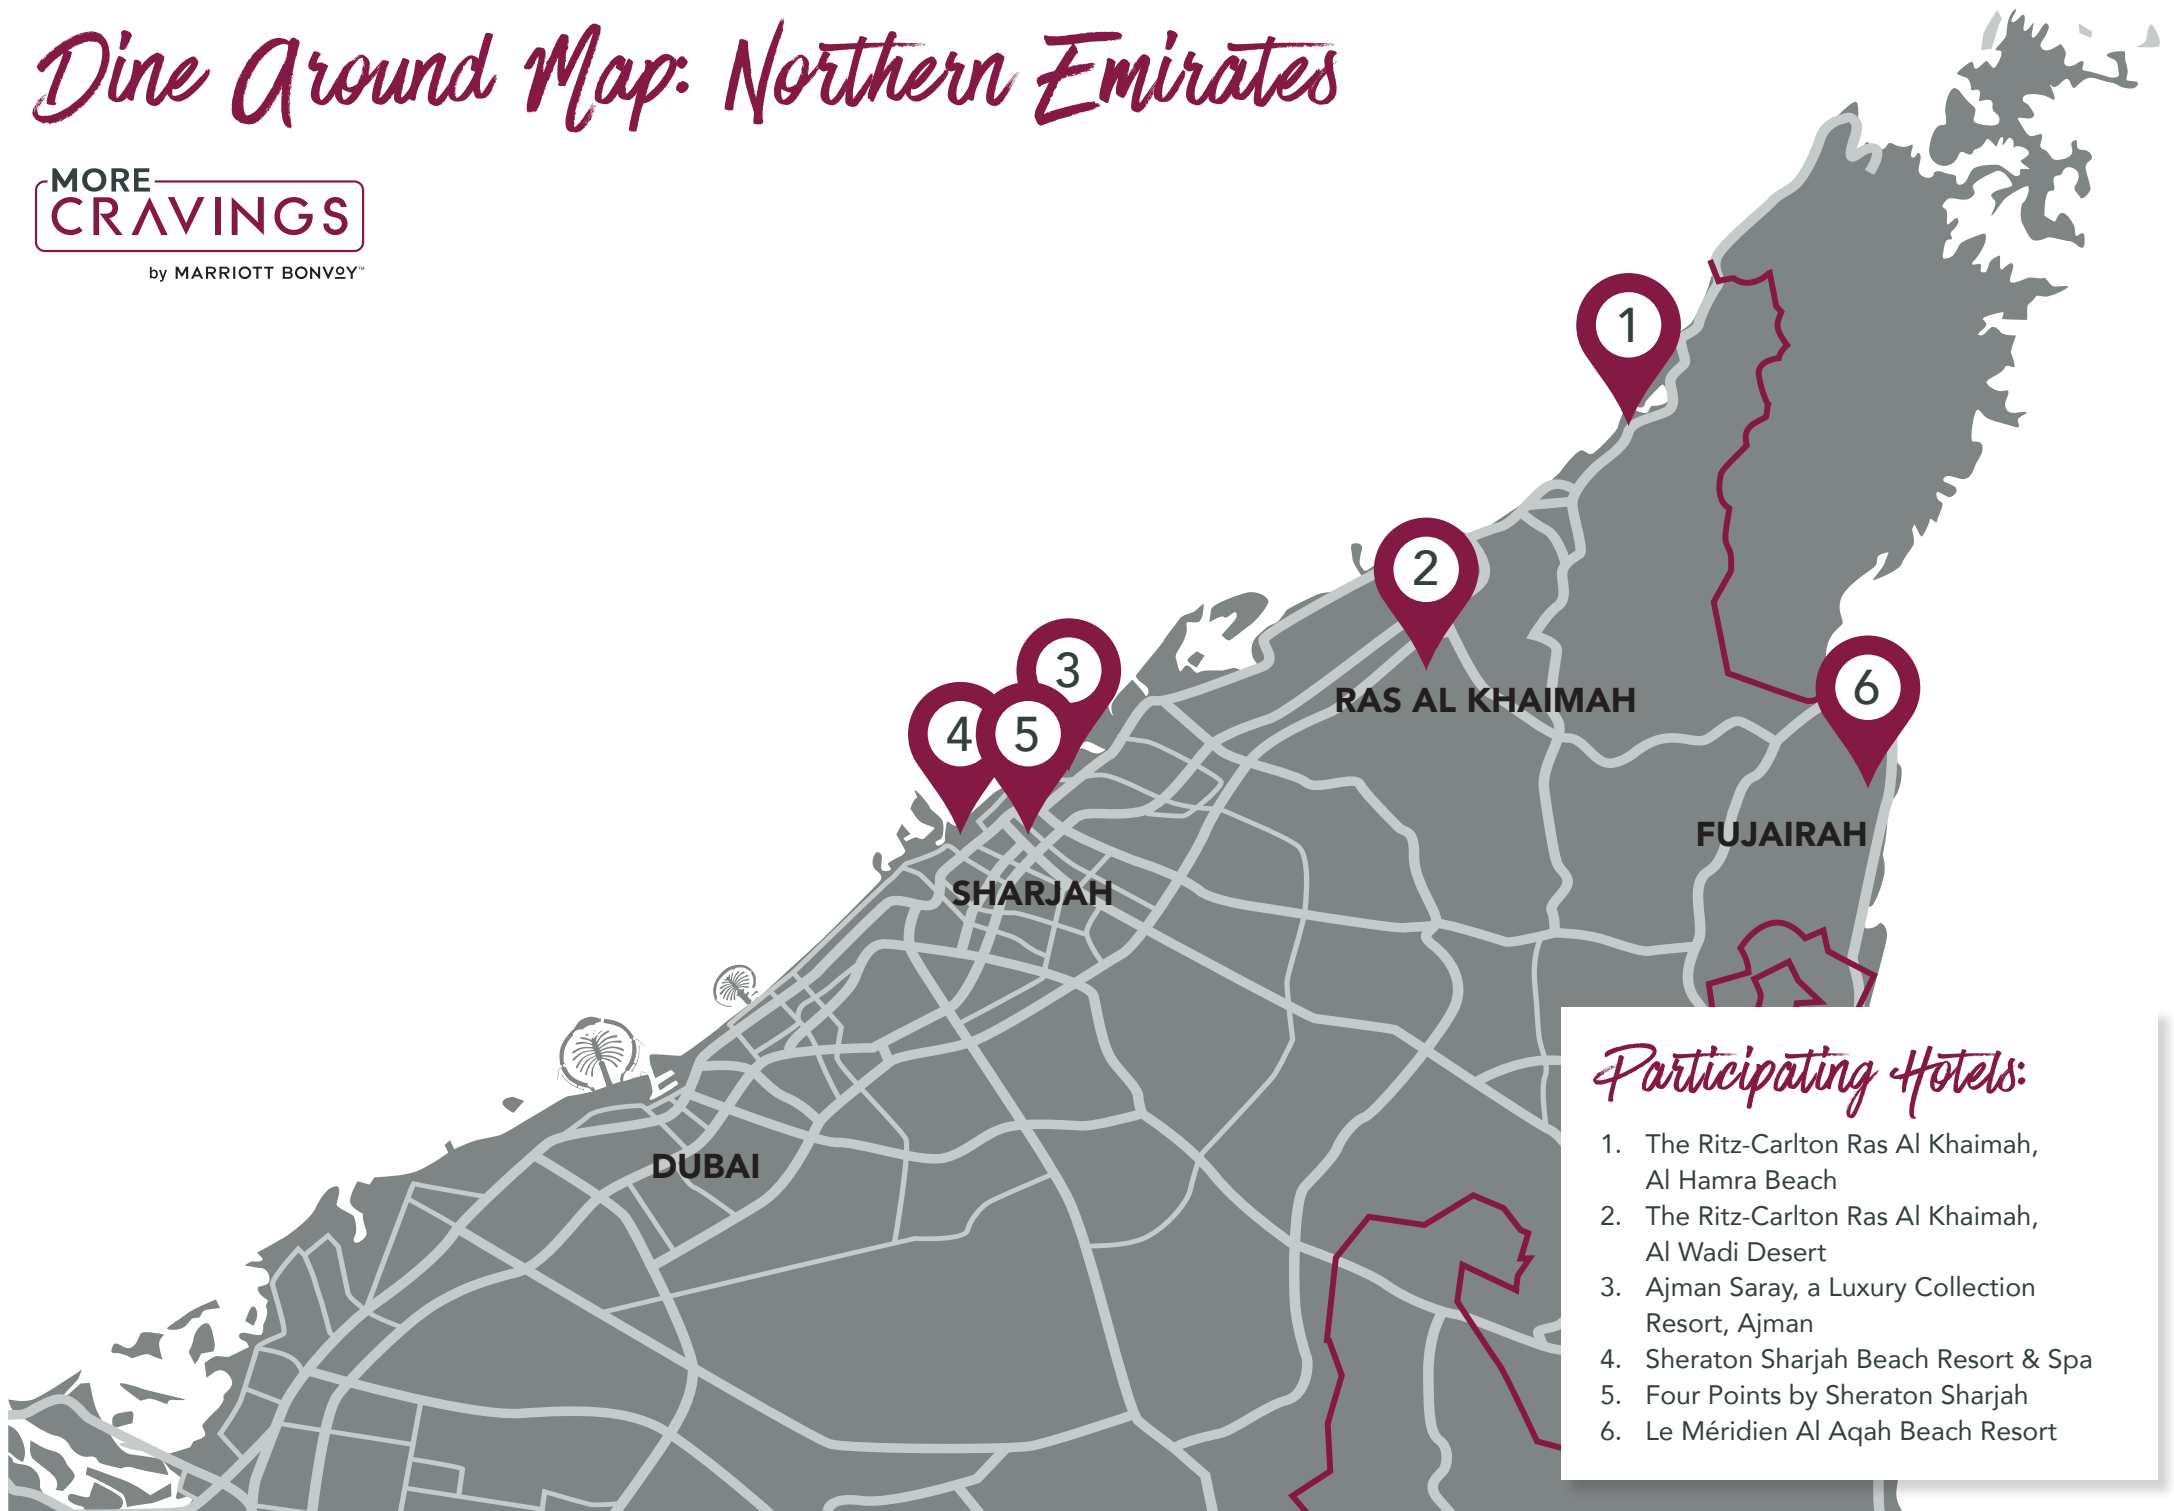 Dine Around Map: Northern Emirates
MORE
CRAVINGS
by MARRIOTT BONVOY™
1
2
3
4
5
6
RAS AL KHAIMAH
FUJAIRAH
SHARJAH
DUBAI
Participating Hotels:
1. The Ritz-Carlton Ras Al Khaimah,
Al Hamra Beach
2. The Ritz-Carlton Ras Al Khaimah,
Al Wadi Desert
3. Ajman Saray, a Luxury Collection
Resort, Ajman
4. Sheraton Sharjah Beach Resort & Spa
5. Four Points by Sheraton Sharjah
6. Le Méridien Al Aqah Beach Resort